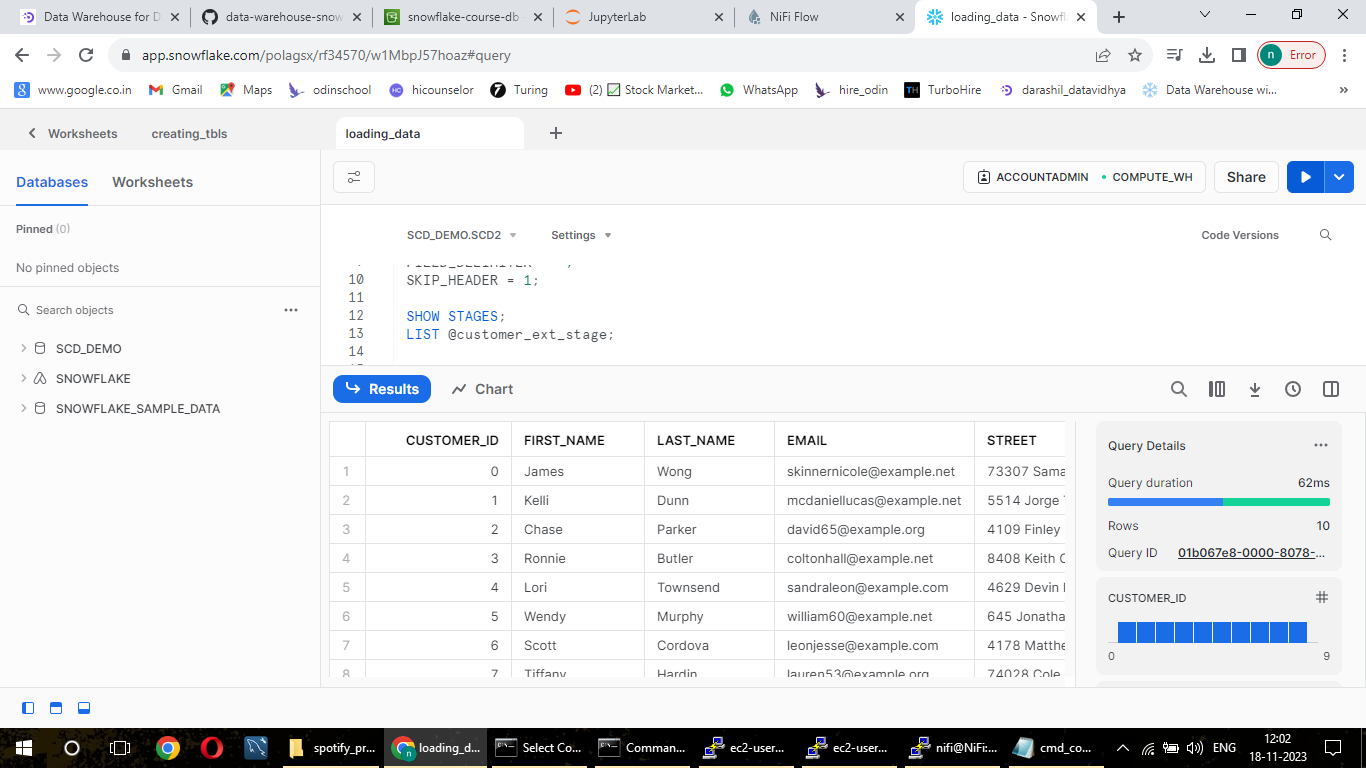 Data Warehouse for D
data-warehouse-snow
snowflake-course-db
JupyterLab
NiFi Flow
loading_data - Snowfl
app.snowflake.com/polagsx/rf34570/w1MbpJ57hoaz#query
n Error
www.google.co.in
Gmail
Maps
odinschool
HC hicounselor
Turing
(2) Stock Market...
WhatsApp
hire_odin
TH TurboHire
darashil_datavidhya
Data Warehouse wi...
»
Worksheets
creating_tbls
loading_data
Databases
Worksheets
ACCOUNTADMIN • COMPUTE_WH
Share
Pinned (0)
No pinned objects
Search objects
SCD_DEMO
SNOWFLAKE
SNOWFLAKE_SAMPLE_DATA
SCD_DEMO.SCD2
Settings
Code Versions
10 SKIP_HEADER = 1;
11
12 SHOW STAGES;
13 LIST @customer_ext_stage;
14
Results
Chart
CUSTOMER_ID FIRST_NAME LAST_NAME EMAIL STREET
1 0 James Wong skinnernicole@example.net 73307 Sama
2 1 Kelli Dunn mcdaniellucas@example.net 5514 Jorge
3 2 Chase Parker david65@example.org 4109 Finley
4 3 Ronnie Butler coltonhall@example.net 8408 Keith C
5 4 Lori Townsend sandraleon@example.com 4629 Devin
6 5 Wendy Murphy william60@example.net 645 Jonatha
7 6 Scott Cordova leonjesse@example.com 4178 Matthe
8 7 Tiffany Hardin lauren53@example.org 74028 Cole
Query Details
Query duration 62ms
Rows 10
Query ID 01b067e8-0000-8078-...
CUSTOMER_ID #
0 9
spotify_pr...
loading_d...
Select Co...
Comman...
ec2-user...
ec2-user...
nifi@NiFi:...
cmd_co...
ENG
12:02
18-11-2023